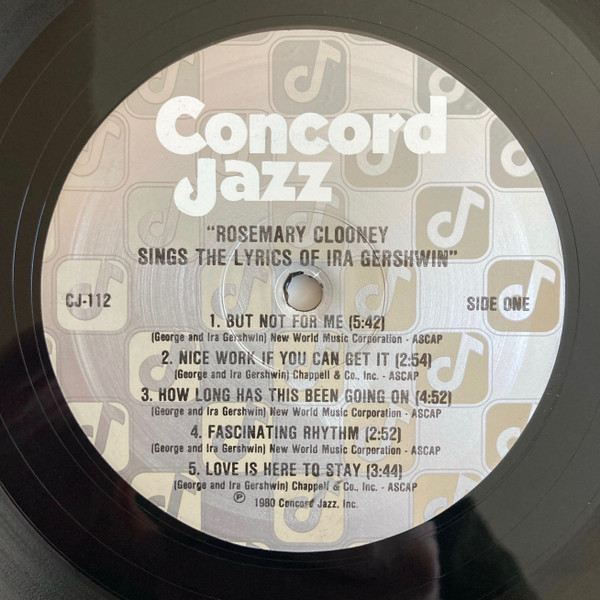 Concord
Jazz
"ROSEMARY CLOONEY
SINGS THE LYRICS OF IRA GERSHWIN"
CJ-112
SIDE ONE
1. BUT NOT FOR ME (5:42)
(George and Ira Gershwin) New World Music Corporation - ASCAP
2. NICE WORK IF YOU CAN GET IT (2:54)
(George and Ira Gershwin) Chappell & Co., Inc. - ASCAP
3. HOW LONG HAS THIS BEEN GOING ON (4:52)
(George and Ira Gershwin) New World Music Corporation - ASCAP
4. FASCINATING RHYTHM (2:52)
(George and Ira Gershwin) New World Music Corporation - ASCAP
5. LOVE IS HERE TO STAY (3:44)
(George and Ira Gershwin) Chappell & Co., Inc. - ASCAP
℗ 1980 Concord Jazz, Inc.